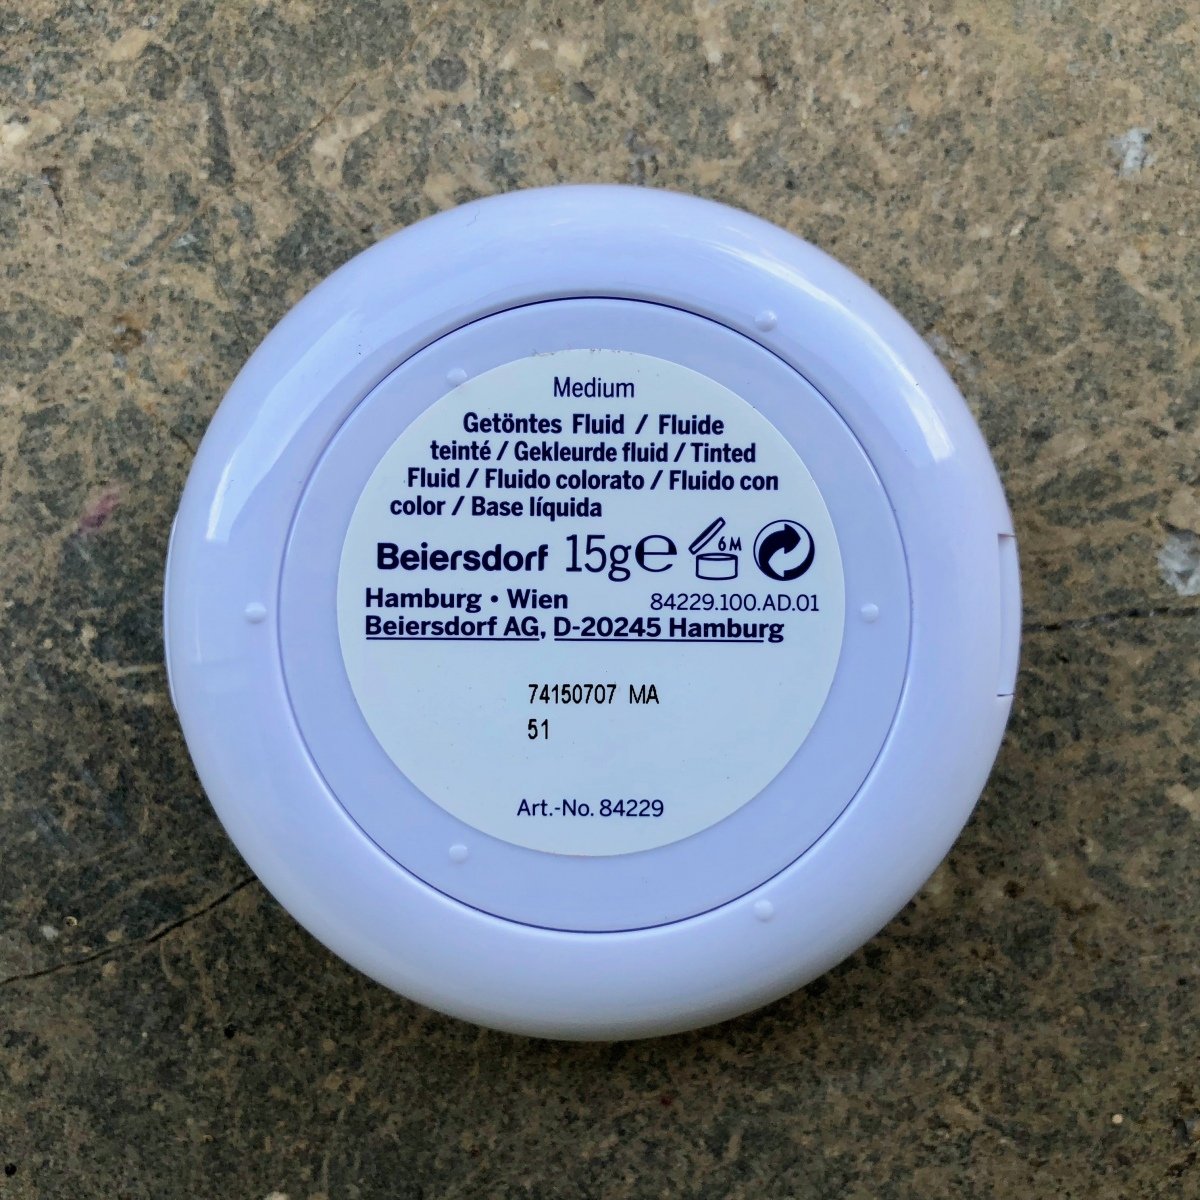 Medium
Getöntes Fluid / Fluide
teinté / Gekleurde fluid / Tinted
Fluid / Fluido colorato / Fluido con
color / Base líquida
Beiersdorf 15g℮ 6M
Hamburg • Wien 84229.100.AD.01
Beiersdorf AG, D-20245 Hamburg
74150707 MA
51
Art.-No. 84229